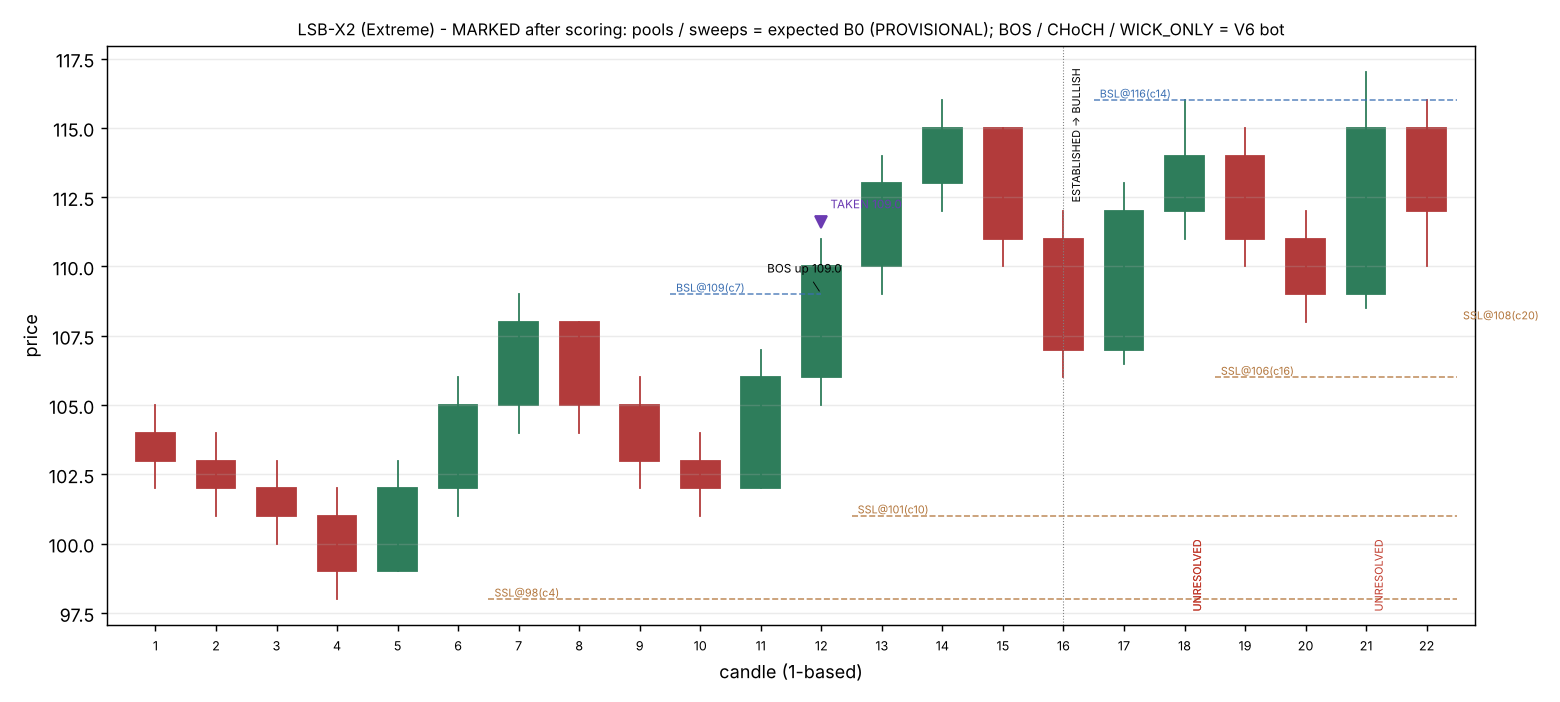 LSB-X2 (Extreme) - MARKED after scoring: pools / sweeps = expected B0 (PROVISIONAL); BOS / CHoCH / WICK_ONLY = V6 bot
117.5
115.0
112.5
110.0
107.5
105.0
102.5
100.0
97.5
price
BSL@116(c14)
ESTABLISHED → BULLISH
TAKEN 109.0
BOS up 109.0
BSL@109(c7)
SSL@108(c20)
SSL@106(c16)
SSL@101(c10)
SSL@98(c4)
UNRESOLVED
UNRESOLVED
1 2 3 4 5 6 7 8 9 10 11 12 13 14 15 16 17 18 19 20 21 22
candle (1-based)